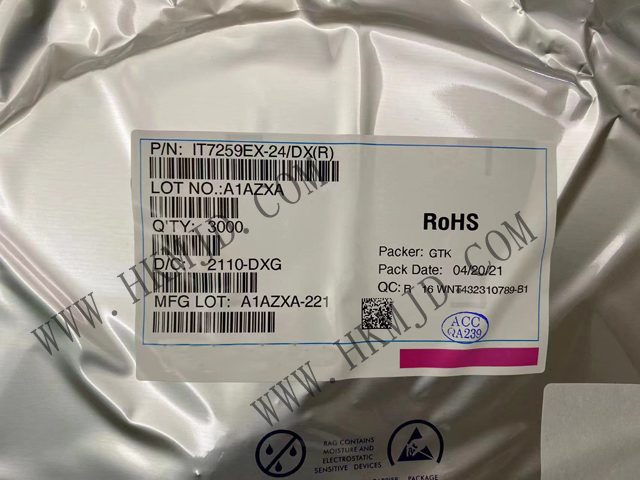 P/N: IT7259EX-24/DX(R)
LOT NO.:A1AZXA
Q'TY: 3000
D/C: 2110-DXG
MFG LOT: A1AZXA-221
RoHS
Packer: GTK
Pack Date: 04/20/21
QC: R 16 WNT432310789-B1
ACC
QA239
WWW.HKMJD.COM
WWW.HKMJD.COM
BAG CONTAINS
MOISTURE AND
ELECTROSTATIC
SENSITIVE DEVICES
BARRIER PACKAGE